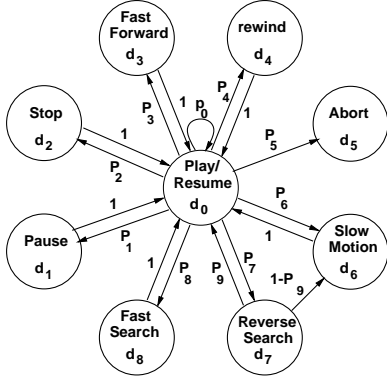 Fast
Forward
d3
rewind
d4
Stop
d2
Abort
d5
Play/
Resume
d0
Pause
d1
Slow
Motion
d6
Fast
Search
d8
Reverse
Search
d7
1
P3
p0
P4
1
1
P2
P5
1
P1
P6
1
1
P8
P9
P7
1-P9